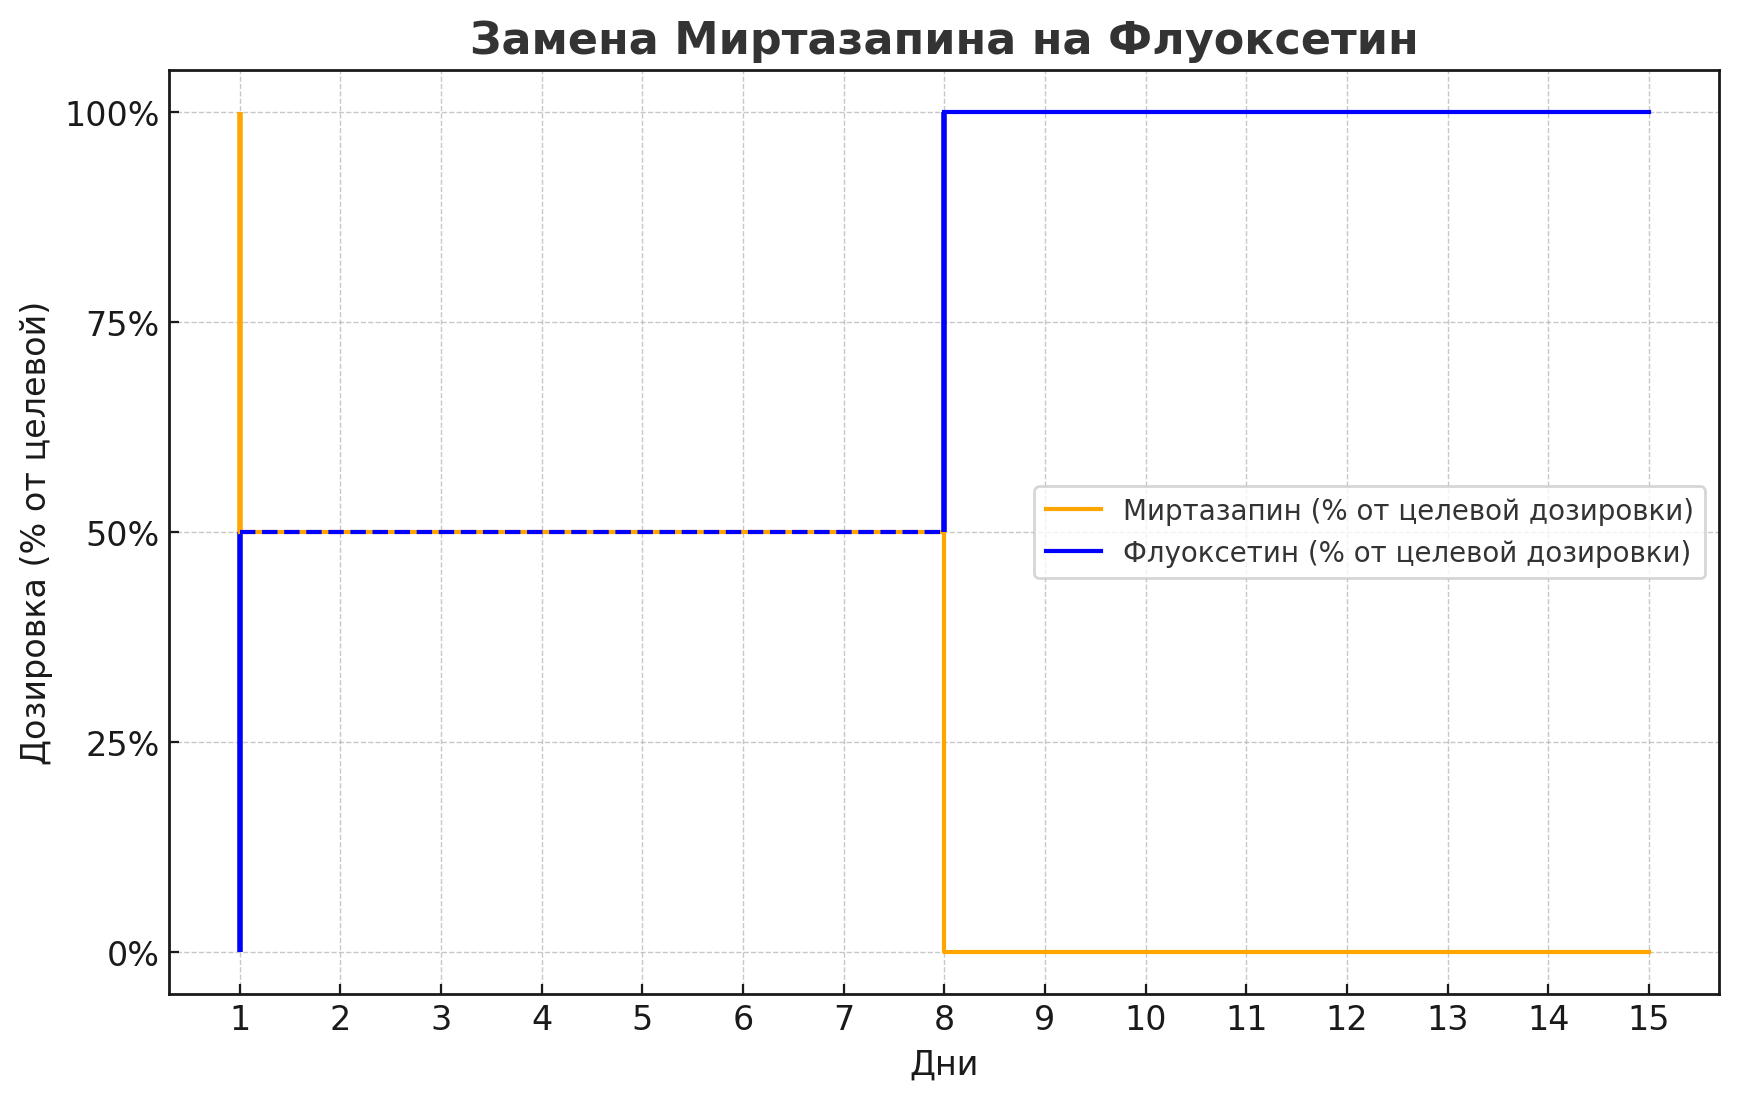 Замена Миртазапина на Флуоксетин
Дозировка (% от целевой)
100%
75%
50%
25%
0%
Миртазапин (% от целевой дозировки)
Флуоксетин (% от целевой дозировки)
1 2 3 4 5 6 7 8 9 10 11 12 13 14 15
Дни